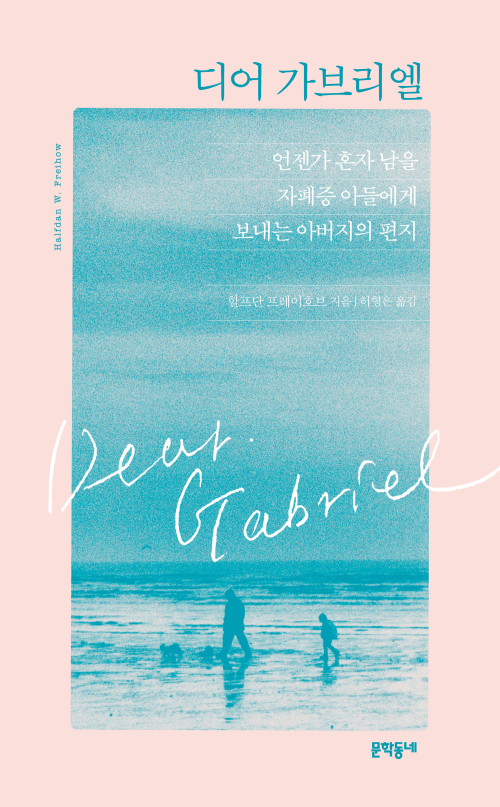 디어 가브리엘
Halfdan W. Freihow
언젠가 혼자 남을
자폐증 아들에게
보내는 아버지의 편지
할프단 프레이호브 지음 | 허형은 옮김
Dear.
Gabriel
문학동네